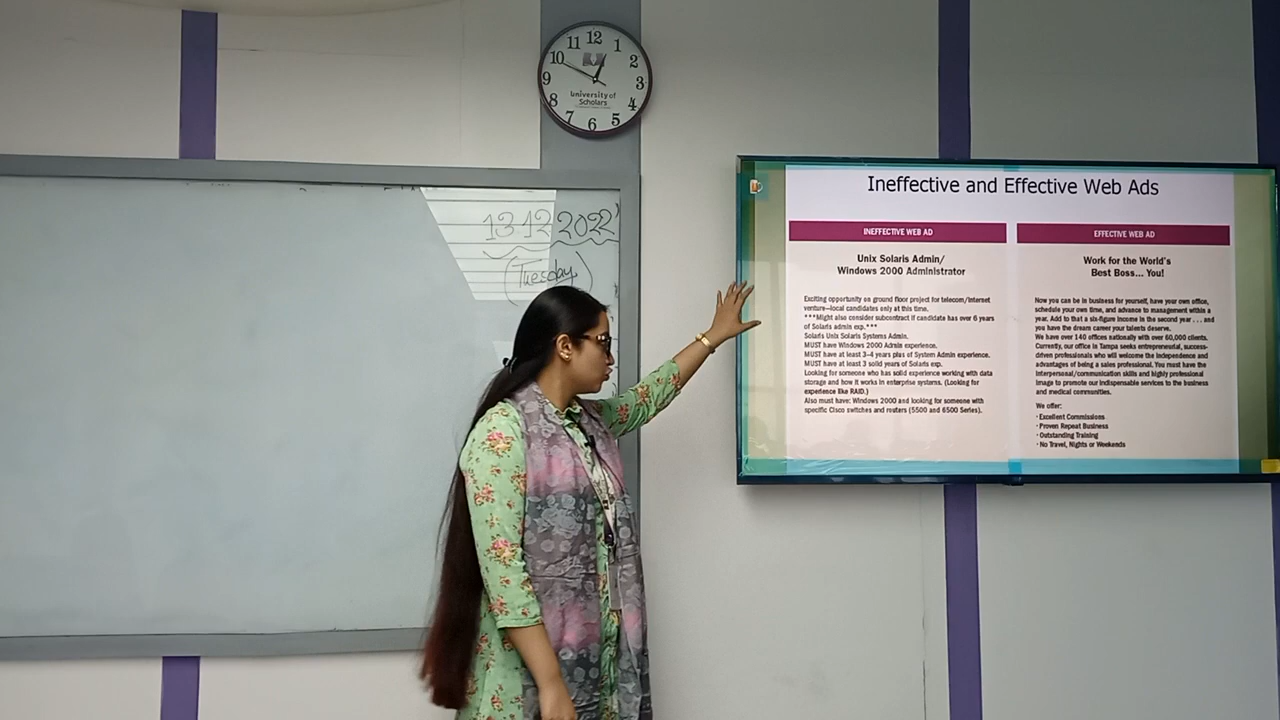 12
11
1
10
2
9
3
8
4
7
5
6
University of
Scholars
13.12.2022
(Tuesday)
Ineffective and Effective Web Ads
INEFFECTIVE WEB AD
Unix Solaris Admin/
Windows 2000 Administrator
Exciting opportunity on ground floor project for telecom/Internet
venture—local candidates only at this time.
***Might also consider subcontract if candidate has over 6 years
of Solaris admin exp.***
Solaris Unix Solaris Systems Admin.
MUST have Windows 2000 Admin experience.
MUST have at least 3–4 years plus of System Admin experience.
MUST have at least 3 solid years of Solaris exp.
Looking for someone who has solid experience working with data
storage and how it works in enterprise systems. (Looking for
experience like RAID.)
Also must have: Windows 2000 and looking for someone with
specific Cisco switches and routers (5500 and 6500 Series).
EFFECTIVE WEB AD
Work for the World's
Best Boss... You!
Now you can be in business for yourself, have your own office,
schedule your own time, and advance to management within a
year. Add to that a six-figure income in the second year . . . and
you have the dream career your talents deserve.
We have over 140 offices nationally with over 60,000 clients.
Currently, our office in Tampa seeks entrepreneurial, success-
driven professionals who will welcome the independence and
advantages of being a sales professional. You must have the
interpersonal/communication skills and highly professional
image to promote our indispensable services to the business
and medical communities.
We offer:
· Excellent Commissions
· Proven Repeat Business
· Outstanding Training
· No Travel, Nights or Weekends